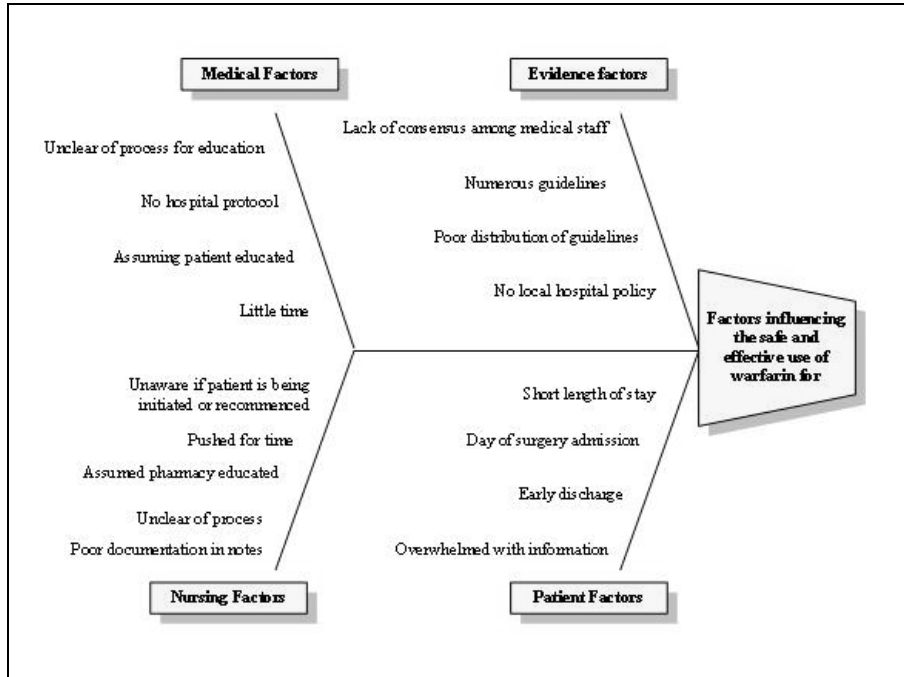 Medical Factors
Evidence factors
Unclear of process for education
No hospital protocol
Assuming patient educated
Little time
Lack of consensus among medical staff
Numerous guidelines
Poor distribution of guidelines
No local hospital policy
Factors influencing
the safe and
effective use of
warfarin for
Unaware if patient is being
initiated or recommenced
Pushed for time
Assumed pharmacy educated
Unclear of process
Poor documentation in notes
Short length of stay
Day of surgery admission
Early discharge
Overwhelmed with information
Nursing Factors
Patient Factors